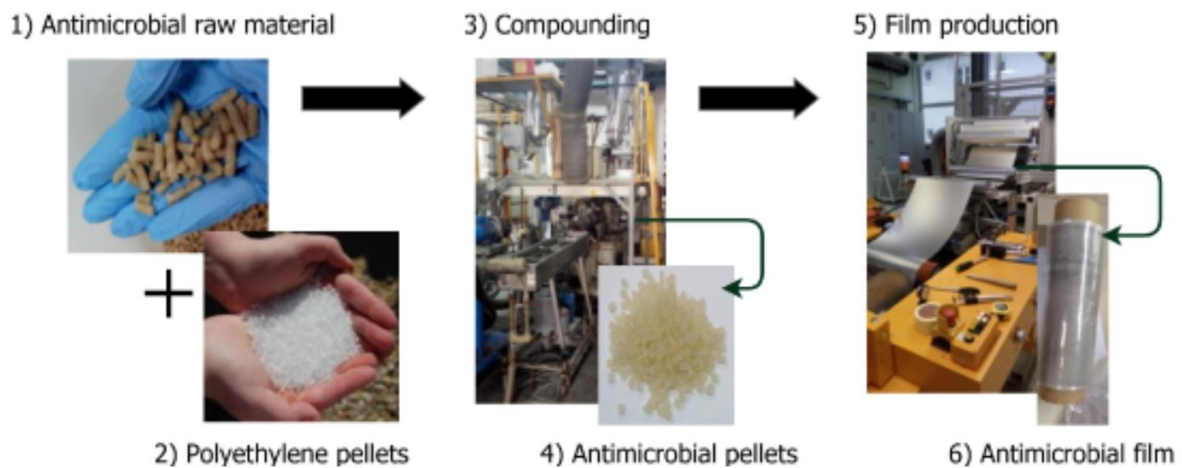 1) Antimicrobial raw material
3) Compounding
5) Film production
2) Polyethylene pellets
4) Antimicrobial pellets
6) Antimicrobial film